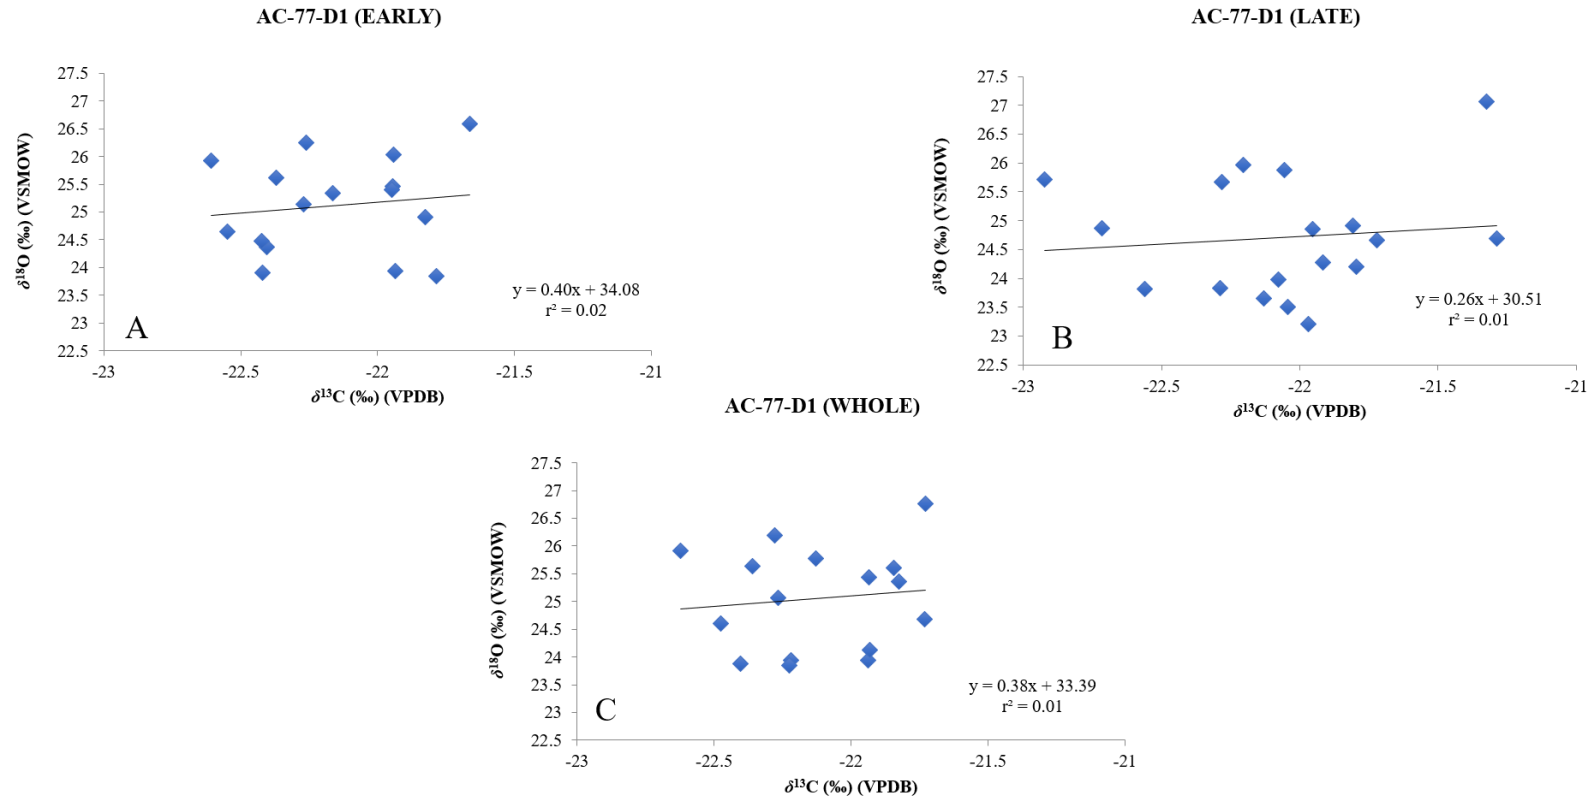 AC-77-D1 (EARLY)
27.5
27
26.5
26
25.5
25
24.5
24
23.5
23
22.5
δ¹⁸O (‰) (VSMOW)
y = 0.40x + 34.08
r² = 0.02
A
-23
-22.5
-22
-21.5
-21
δ¹³C (‰) (VPDB)
AC-77-D1 (LATE)
27.5
27
26.5
26
25.5
25
24.5
24
23.5
23
22.5
δ¹⁸O (‰) (VSMOW)
y = 0.26x + 30.51
r² = 0.01
B
-23
-22.5
-22
-21.5
-21
δ¹³C (‰) (VPDB)
AC-77-D1 (WHOLE)
27.5
27
26.5
26
25.5
25
24.5
24
23.5
23
22.5
δ¹⁸O (‰) (VSMOW)
y = 0.38x + 33.39
r² = 0.01
C
-23
-22.5
-22
-21.5
-21
δ¹³C (‰) (VPDB)